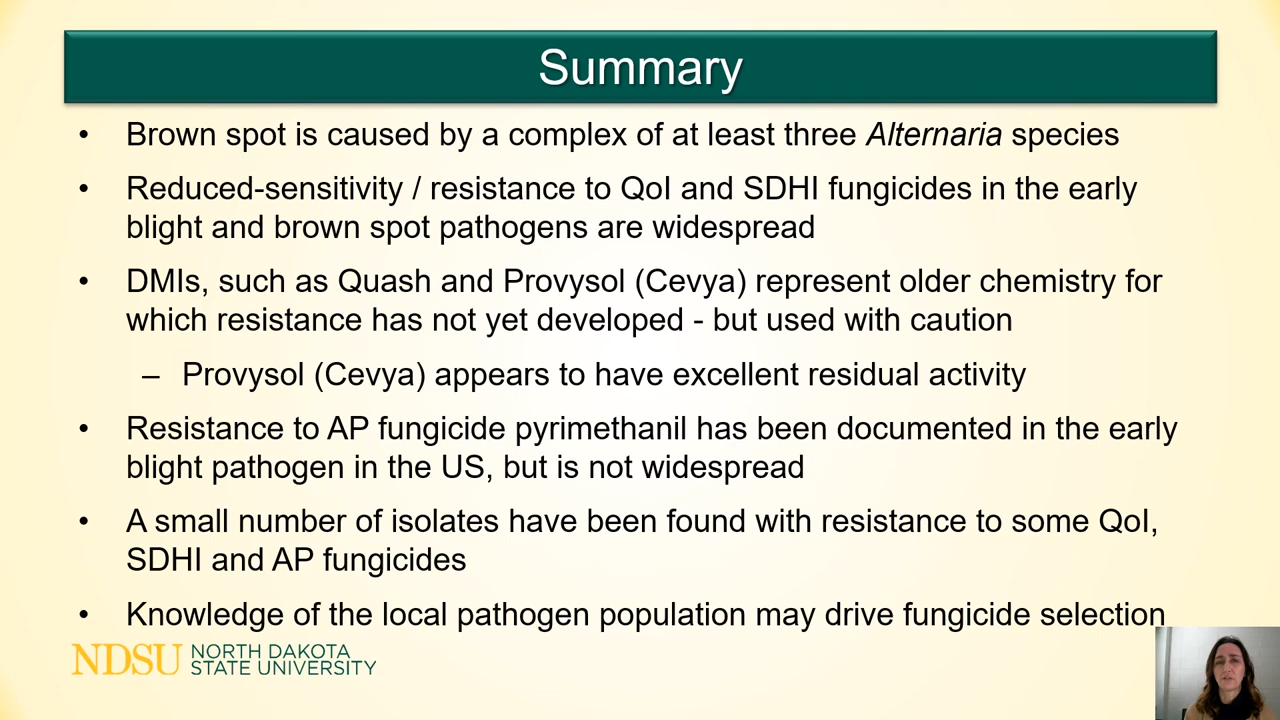 Summary
• Brown spot is caused by a complex of at least three Alternaria species
• Reduced-sensitivity / resistance to QoI and SDHI fungicides in the early
blight and brown spot pathogens are widespread
• DMIs, such as Quash and Provysol (Cevya) represent older chemistry for
which resistance has not yet developed - but used with caution
– Provysol (Cevya) appears to have excellent residual activity
• Resistance to AP fungicide pyrimethanil has been documented in the early
blight pathogen in the US, but is not widespread
• A small number of isolates have been found with resistance to some QoI,
SDHI and AP fungicides
• Knowledge of the local pathogen population may drive fungicide selection
NDSU NORTH DAKOTA
STATE UNIVERSITY